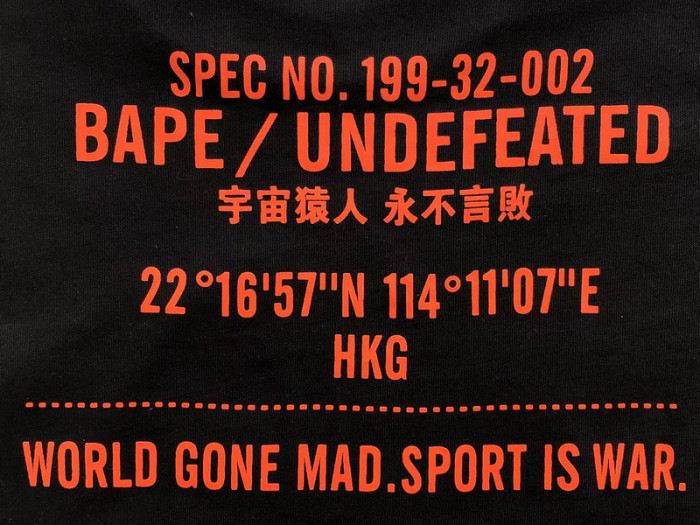 SPEC NO. 199-32-002
BAPE / UNDEFEATED
宇宙猿人 永不言敗
22°16'57"N 114°11'07"E
HKG
WORLD GONE MAD.SPORT IS WAR.